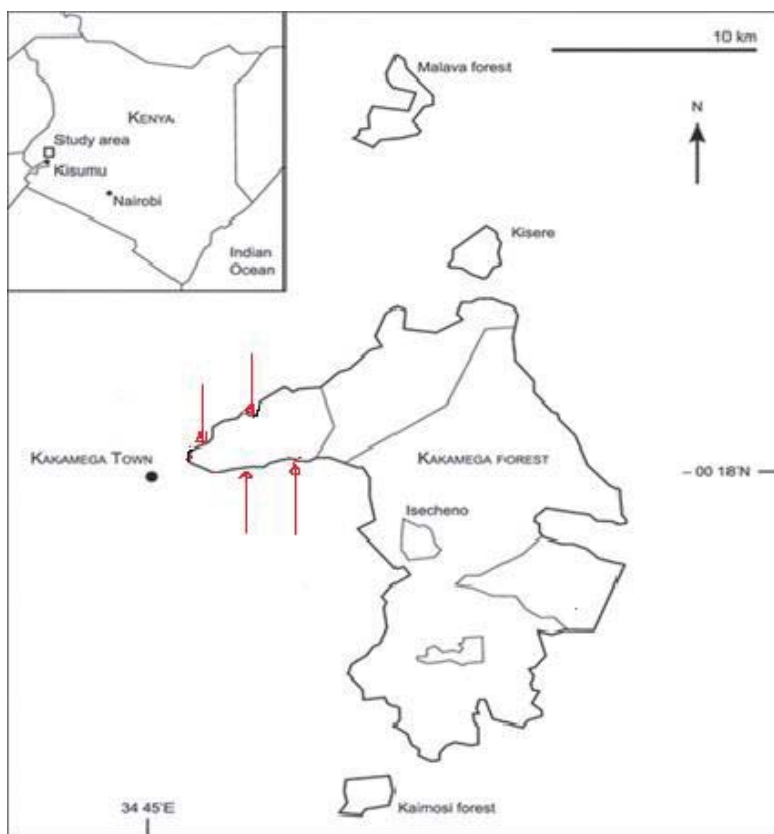 10 km
Malava forest
N
KENYA
Study area
Kisumu
Nairobi
Indian
Ocean
Kisere
KAKAMEGA TOWN
KAKAMEGA FOREST
– 00 18'N –
Isecheno
34 45'E
Kaimosi forest